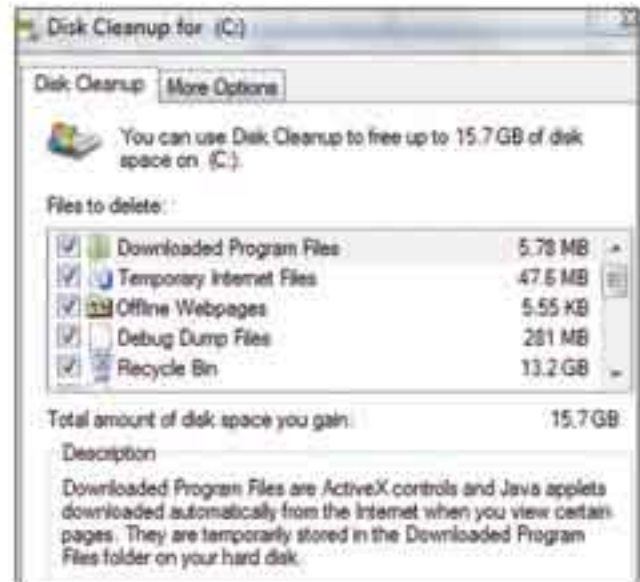 Disk Cleanup for (C:)
Disk Cleanup More Options
You can use Disk Cleanup to free up to 15.7 GB of disk
space on (C:).
Files to delete:
Downloaded Program Files 5.78 MB
Temporary Internet Files 47.6 MB
Offline Webpages 5.55 KB
Debug Dump Files 281 MB
Recycle Bin 13.2 GB
Total amount of disk space you gain: 15.7 GB
Description
Downloaded Program Files are ActiveX controls and Java applets
downloaded automatically from the Internet when you view certain
pages. They are temporarily stored in the Downloaded Program
Files folder on your hard disk.